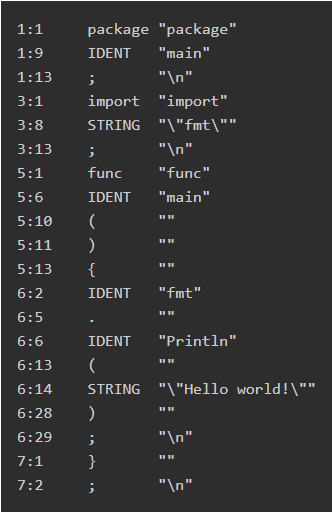 1:1 package "package"
1:9 IDENT "main"
1:13 ; "\n"
3:1 import "import"
3:8 STRING "\"fmt\""
3:13 ; "\n"
5:1 func "func"
5:6 IDENT "main"
5:10 ( ""
5:11 ) ""
5:13 { ""
6:2 IDENT "fmt"
6:5 . ""
6:6 IDENT "Println"
6:13 ( ""
6:14 STRING "\"Hello world!\""
6:28 ) ""
6:29 ; "\n"
7:1 } ""
7:2 ; "\n"